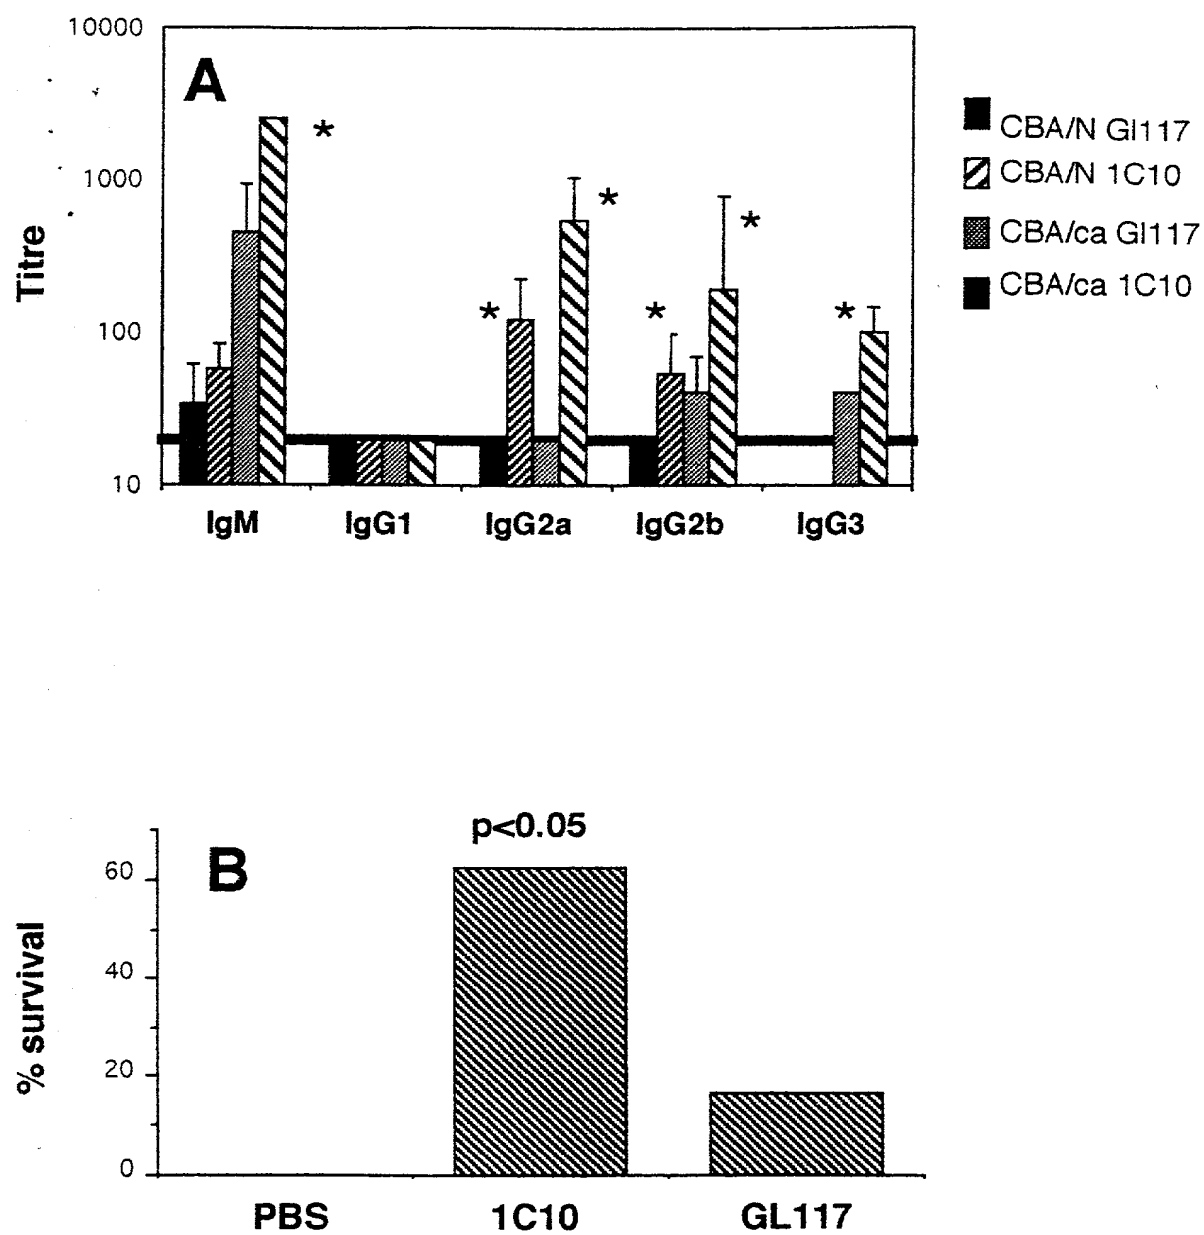 10000
1000
100
10
Titre
A
*
*
*
*
*
*
IgM
IgG1
IgG2a
IgG2b
IgG3
CBA/N Gl117
CBA/N 1C10
CBA/ca Gl117
CBA/ca 1C10
B
p<0.05
60
40
20
0
% survival
PBS
1C10
GL117